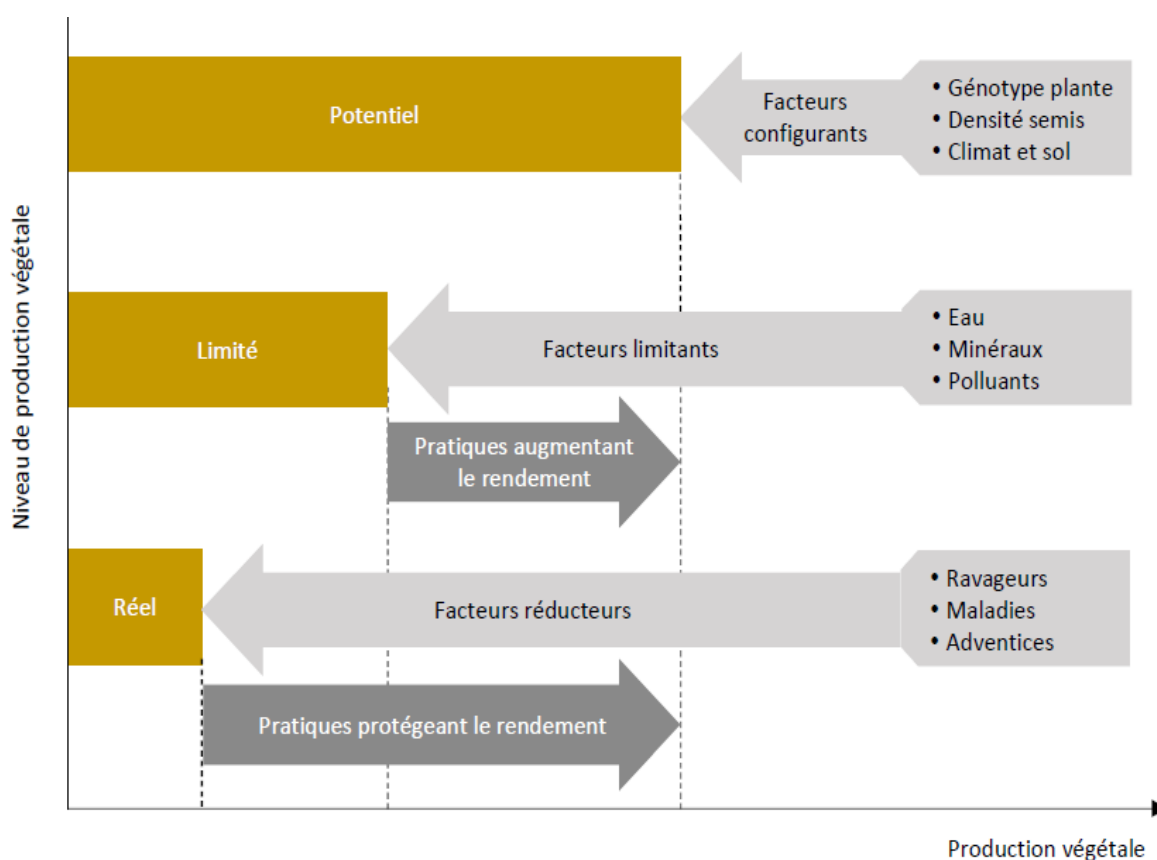 Niveau de production végétale
Potentiel
Facteurs
configurants
• Génotype plante
• Densité semis
• Climat et sol
Limité
Facteurs limitants
• Eau
• Minéraux
• Polluants
Pratiques augmentant
le rendement
Réel
Facteurs réducteurs
• Ravageurs
• Maladies
• Adventices
Pratiques protégeant le rendement
Production végétale